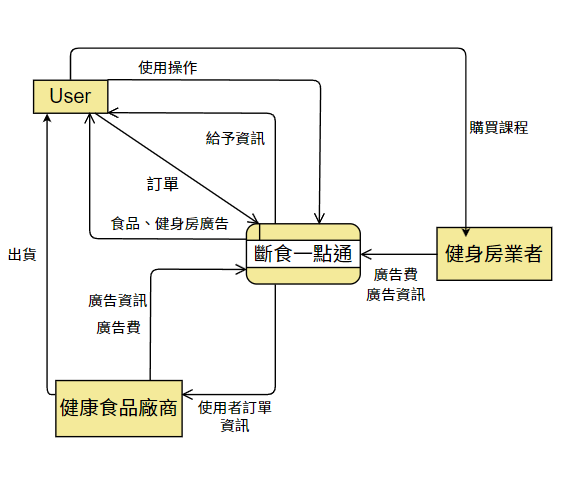 使用操作
User
給予資訊
購買課程
訂單
食品、健身房廣告
出貨
斷食一點通
健身房業者
廣告費
廣告資訊
廣告資訊
廣告費
健康食品廠商
使用者訂單
資訊